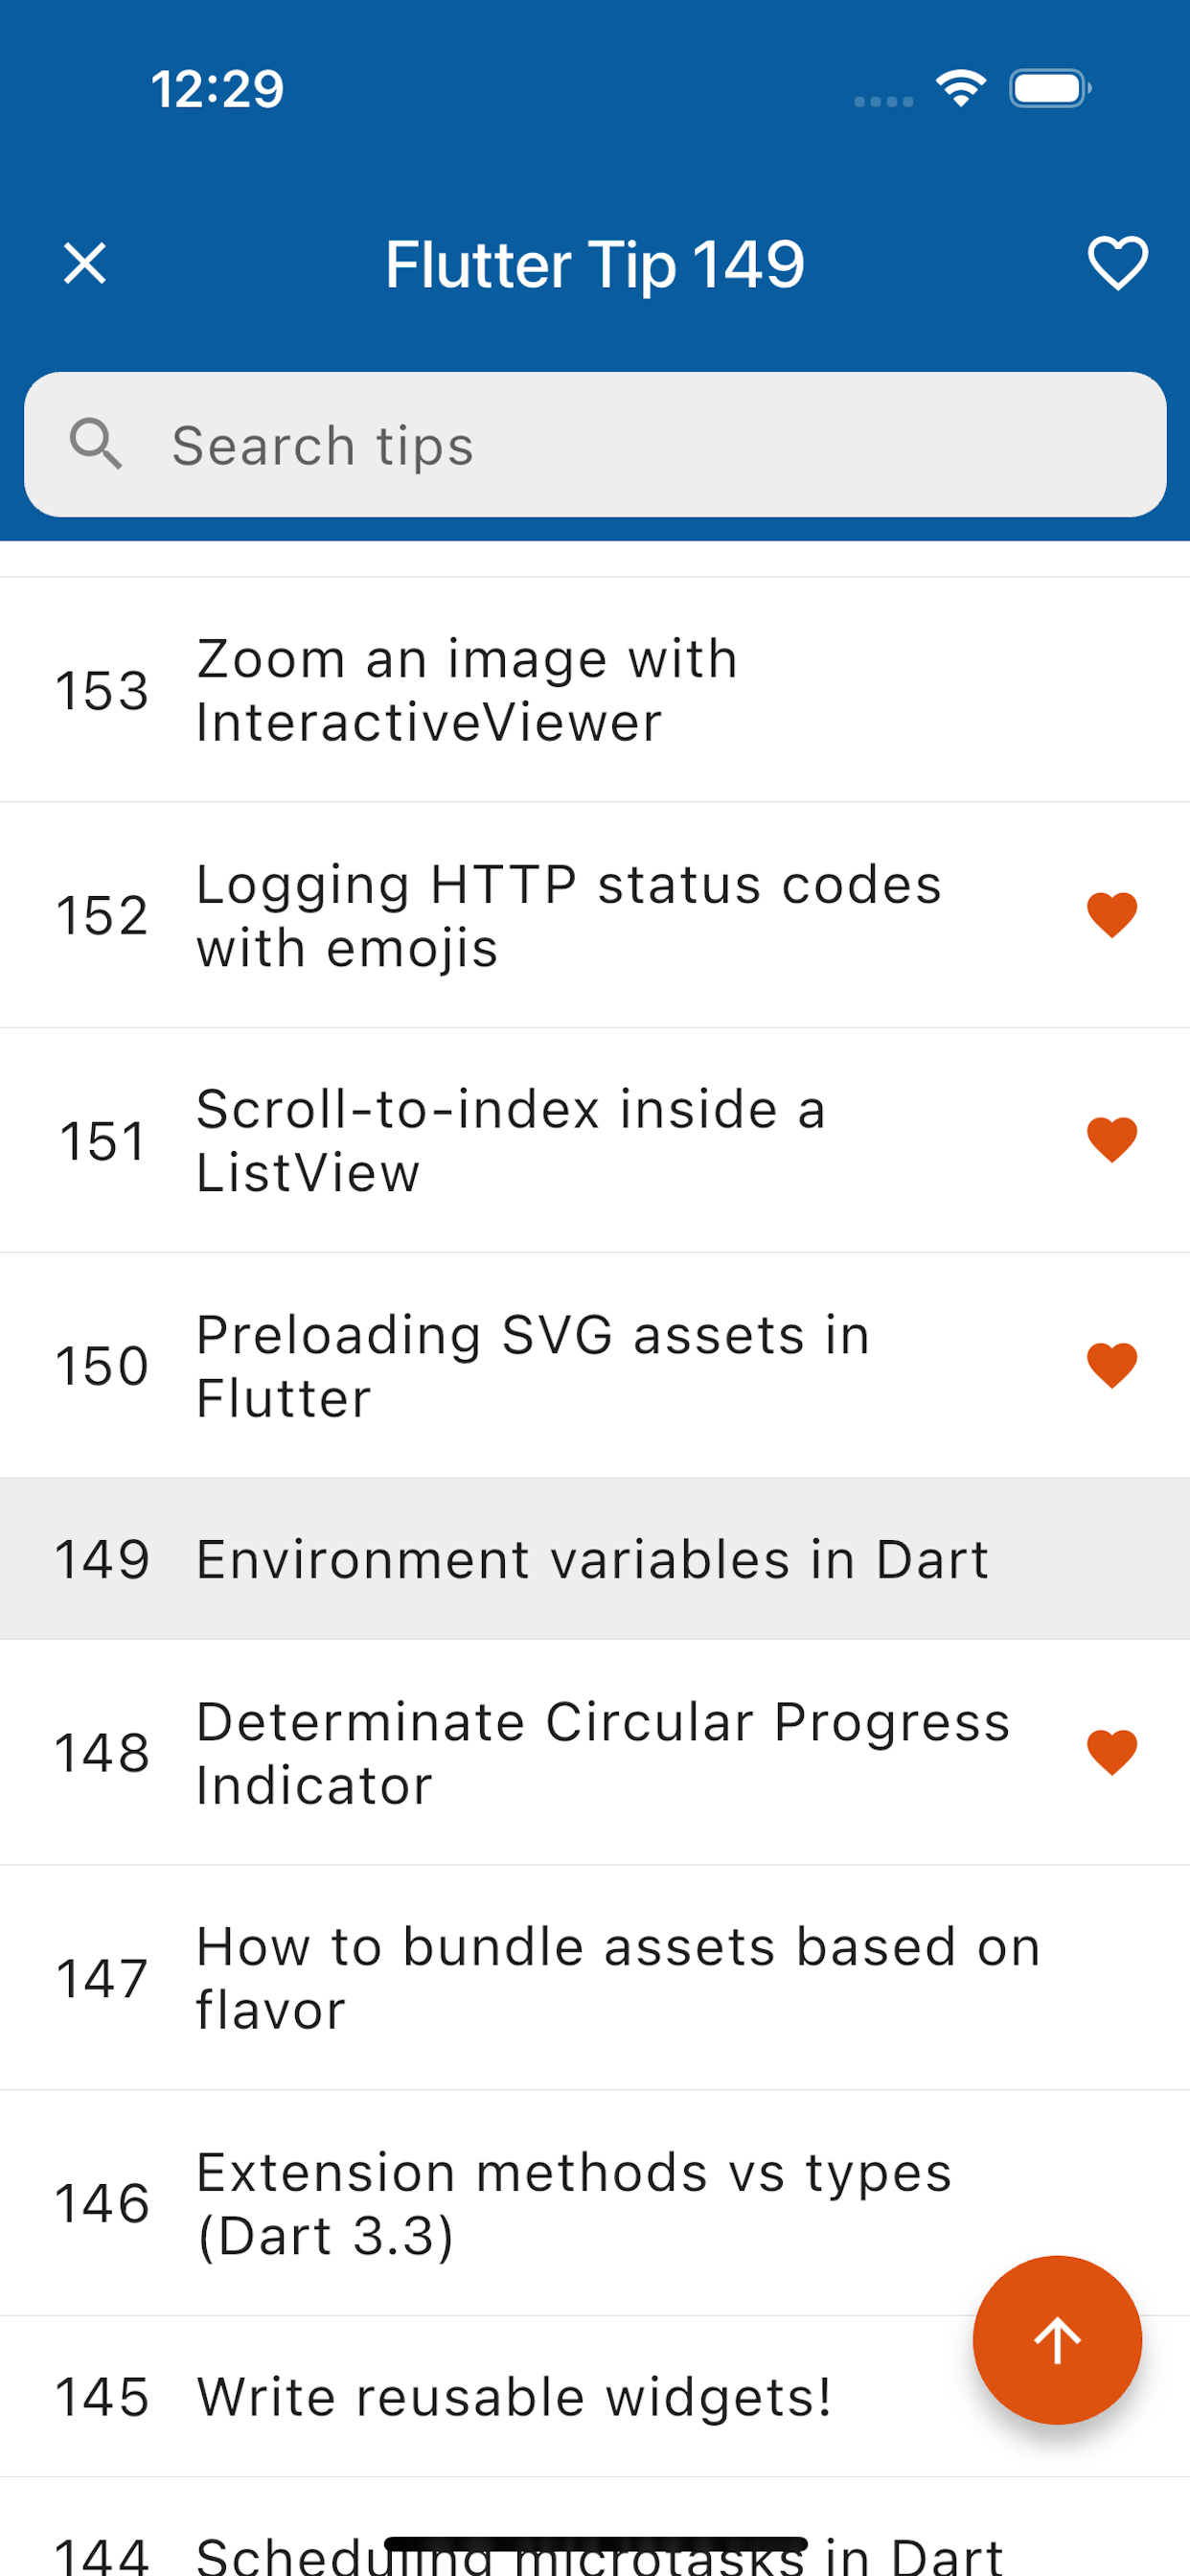 12:29
Flutter Tip 149
Search tips
153
Zoom an image with
InteractiveViewer
152
Logging HTTP status codes
with emojis
151
Scroll-to-index inside a
ListView
150
Preloading SVG assets in
Flutter
149
Environment variables in Dart
148
Determinate Circular Progress
Indicator
147
How to bundle assets based on
flavor
146
Extension methods vs types
(Dart 3.3)
145
Write reusable widgets!
144
Scheduling microtasks in Dart